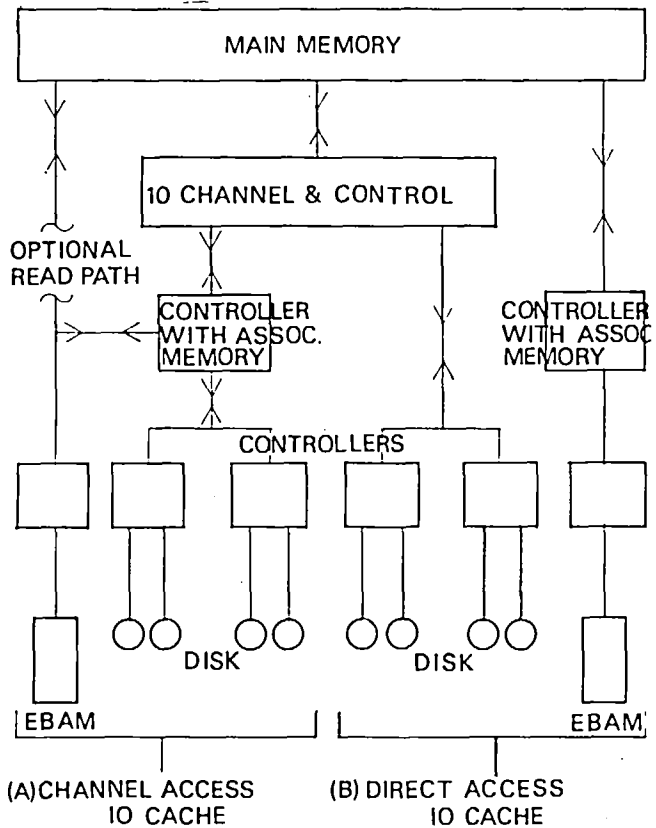 MAIN MEMORY
10 CHANNEL & CONTROL
OPTIONAL
READ PATH
CONTROLLER
WITH ASSOC.
MEMORY
CONTROLLER
WITH ASSOC
MEMORY
CONTROLLERS
DISK
DISK
EBAM
EBAM
(A) CHANNEL ACCESS
IO CACHE
(B) DIRECT ACCESS
IO CACHE